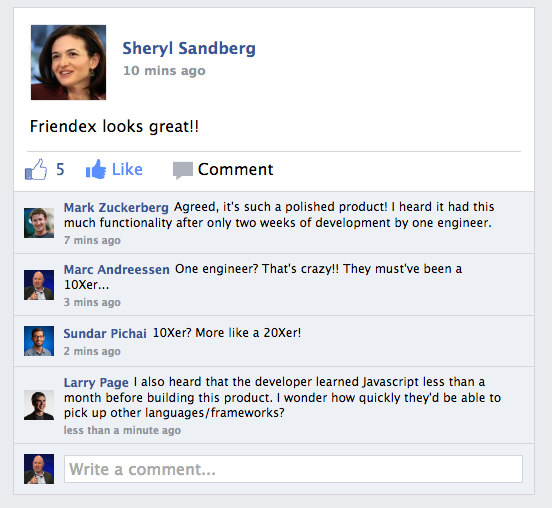 Sheryl Sandberg
10 mins ago
Friendex looks great!!
5 Like Comment
Mark Zuckerberg Agreed, it's such a polished product! I heard it had this
much functionality after only two weeks of development by one engineer.
7 mins ago
Marc Andreessen One engineer? That's crazy!! They must've been a
10Xer...
3 mins ago
Sundar Pichai 10Xer? More like a 20Xer!
2 mins ago
Larry Page I also heard that the developer learned Javascript less than a
month before building this product. I wonder how quickly they'd be able to
pick up other languages/frameworks?
less than a minute ago
Write a comment...